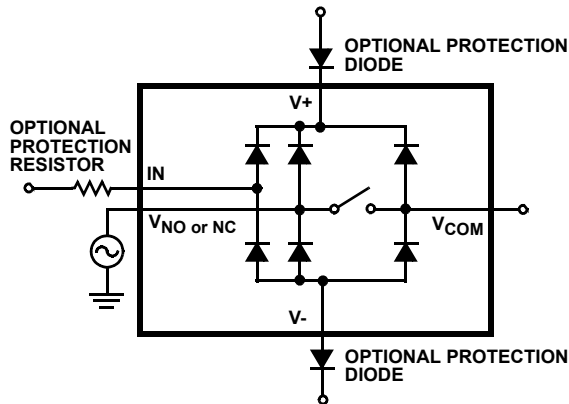 OPTIONAL PROTECTION
DIODE
V+
OPTIONAL
PROTECTION
RESISTOR
IN
VNO or NC
VCOM
V-
OPTIONAL PROTECTION
DIODE